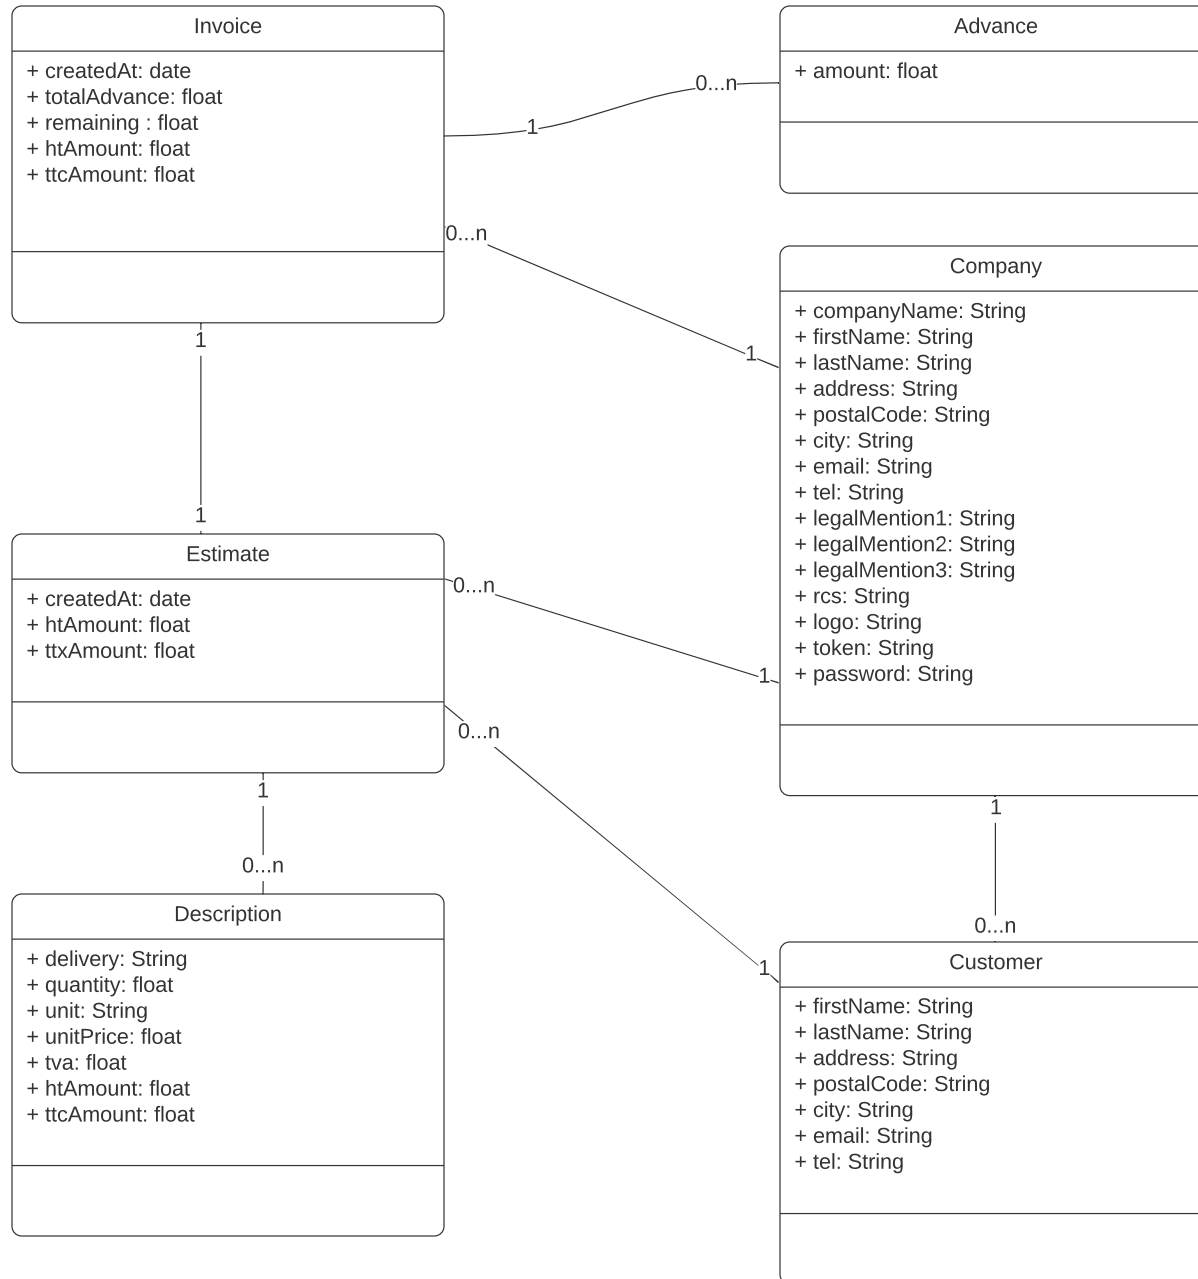 Invoice
+ createdAt: date
+ totalAdvance: float
+ remaining : float
+ htAmount: float
+ ttcAmount: float
1
0...n
Advance
+ amount: float
0...n
1
Company
+ companyName: String
+ firstName: String
+ lastName: String
+ address: String
+ postalCode: String
+ city: String
+ email: String
+ tel: String
+ legalMention1: String
+ legalMention2: String
+ legalMention3: String
+ rcs: String
+ logo: String
+ token: String
+ password: String
1
1
Estimate
+ createdAt: date
+ htAmount: float
+ ttxAmount: float
0...n
1
0...n
1
1
0...n
Description
+ delivery: String
+ quantity: float
+ unit: String
+ unitPrice: float
+ tva: float
+ htAmount: float
+ ttcAmount: float
1
0...n
Customer
+ firstName: String
+ lastName: String
+ address: String
+ postalCode: String
+ city: String
+ email: String
+ tel: String